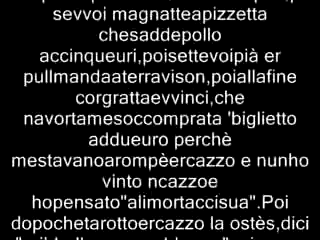 sevvoi magnatteapizzetta
chesaddepollo
accinqueuri,poisettevoipià er
pullmandaaterravison,poiallafine
corgrattaevvinci,che
navortamesoccomprata 'biglietto
addueuro perchè
mestavanoarompèercazzo e nunho
vinto ncazzoe
hopensato"alimortaccisua".Poi
dopochetarottoercazzo la ostès,dici